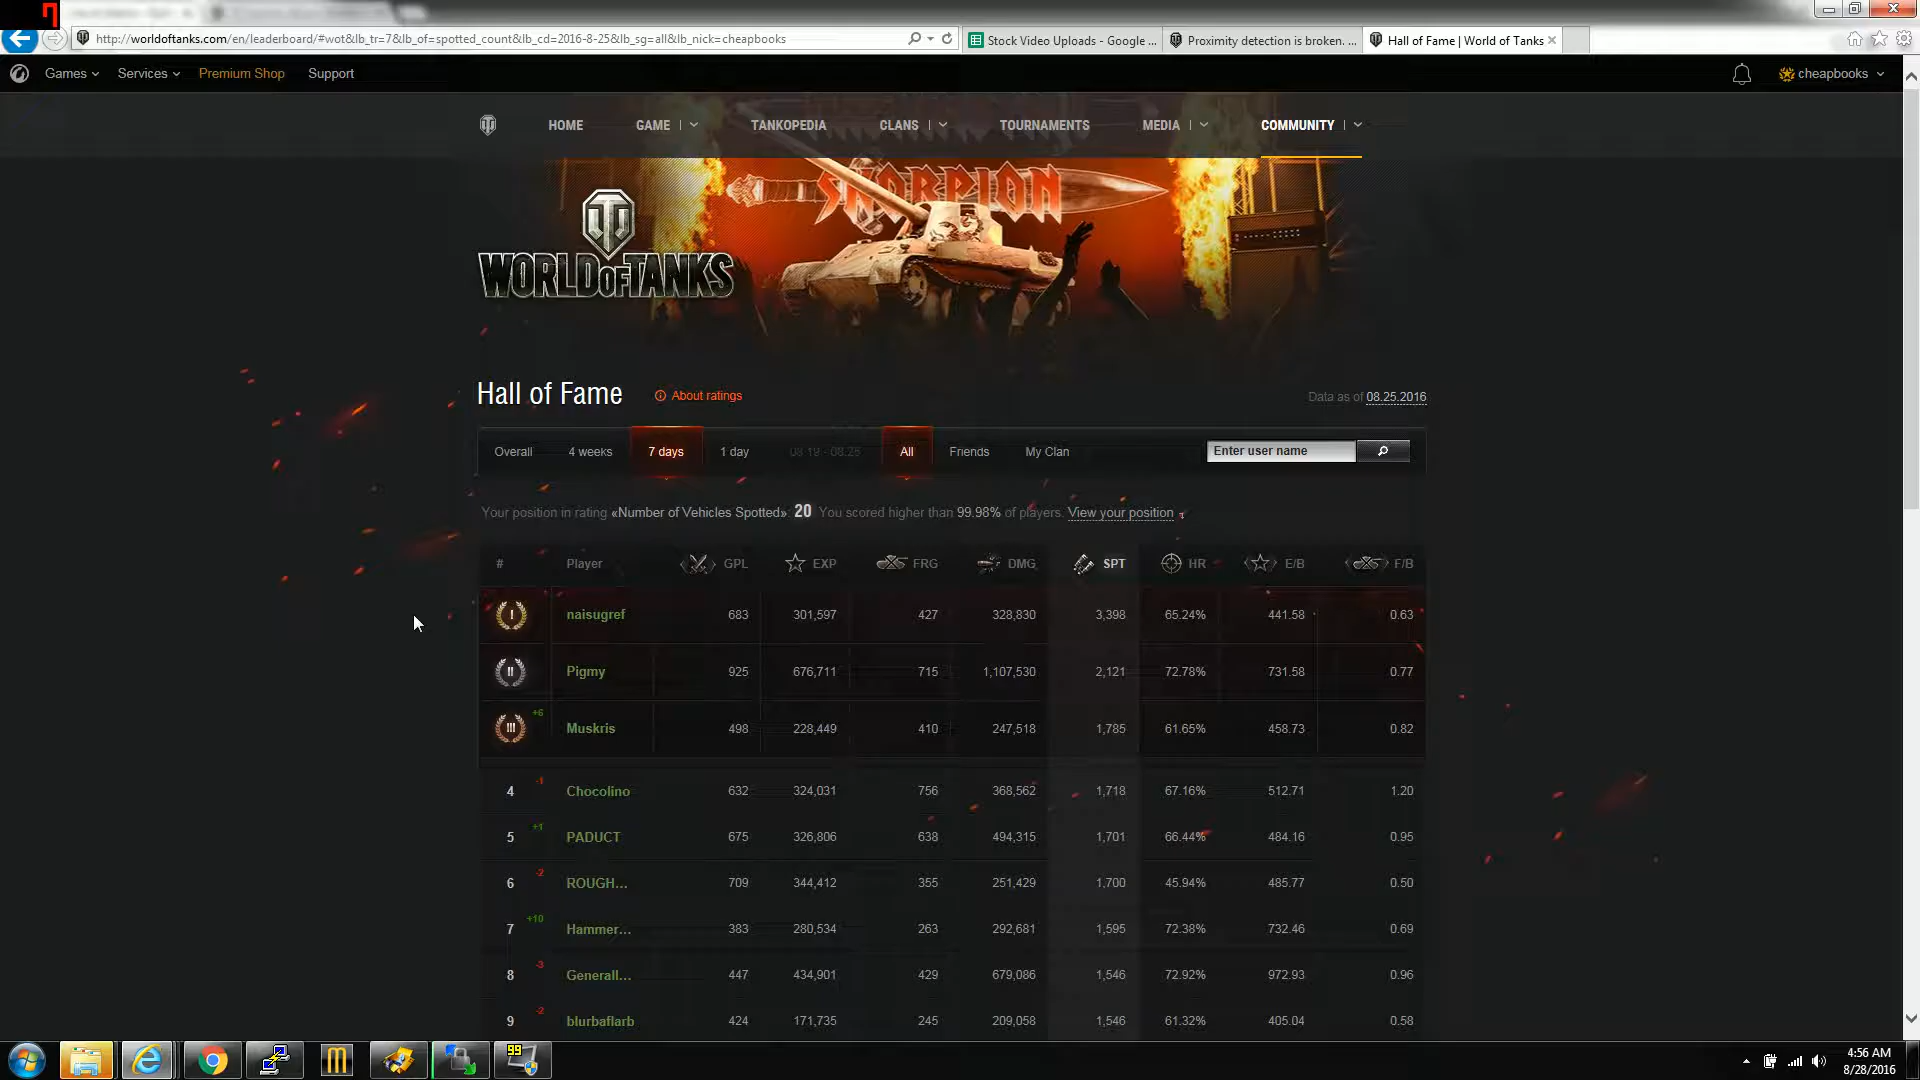 http://worldoftanks.com/en/leaderboard/#wot&lb_tr=7&lb_of=spotted_count&lb_cd=2016-8-25&lb_sg=all&lb_nick=cheapbooks
Stock Video Uploads - Google ...
Proximity detection is broken. ...
Hall of Fame | World of Tanks
Games Services Premium Shop Support cheapbooks
HOME GAME TANKOPEDIA CLANS TOURNAMENTS MEDIA COMMUNITY
SKORPION
WORLD OF TANKS
Hall of Fame About ratings Data as of 08.25.2016
Overall 4 weeks 7 days 1 day 08.19 - 08.25 All Friends My Clan Enter user name
Your position in rating «Number of Vehicles Spotted» 20 You scored higher than 99.98% of players. View your position
# Player GPL EXP FRG DMG SPT HR E/B F/B
I naisugref 683 301,597 427 328,830 3,398 65.24% 441.58 0.63
II Pigmy 925 676,711 715 1,107,530 2,121 72.78% 731.58 0.77
III +6 Muskris 498 228,449 410 247,518 1,785 61.65% 458.73 0.82
4 -1 Chocolino 632 324,031 756 368,562 1,718 67.16% 512.71 1.20
5 +1 PADUCT 675 326,806 638 494,315 1,701 66.44% 484.16 0.95
6 -2 ROUGH... 709 344,412 355 251,429 1,700 45.94% 485.77 0.50
7 +10 Hammer... 383 280,534 263 292,681 1,595 72.38% 732.46 0.69
8 -3 Generall... 447 434,901 429 679,086 1,546 72.92% 972.93 0.96
9 -2 blurbaflarb 424 171,735 245 209,058 1,546 61.32% 405.04 0.58
99
4:56 AM
8/28/2016